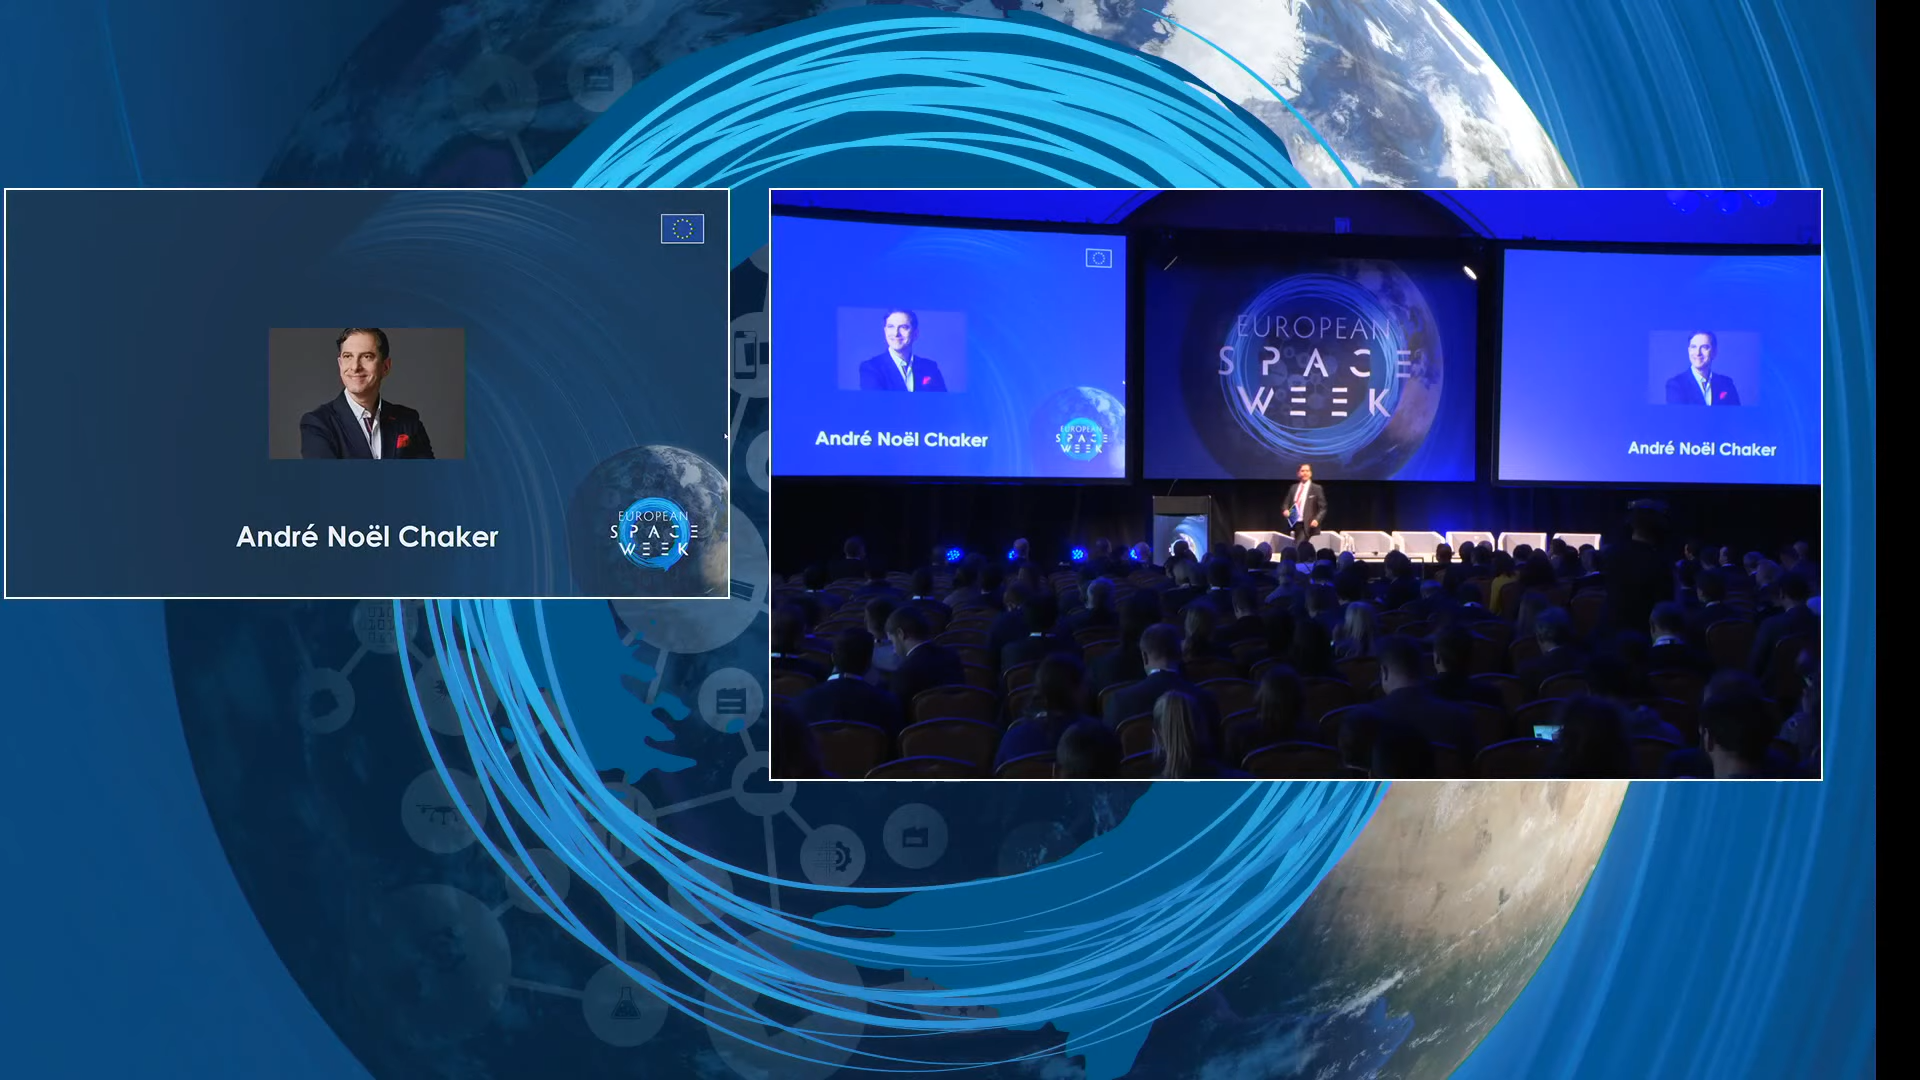 André Noël Chaker
EUROPEAN
SPACE
WEEK
André Noël Chaker
EUROPEAN
SPACE
WEEK
EUROPEAN
SPACE
WEEK
André Noël Chaker